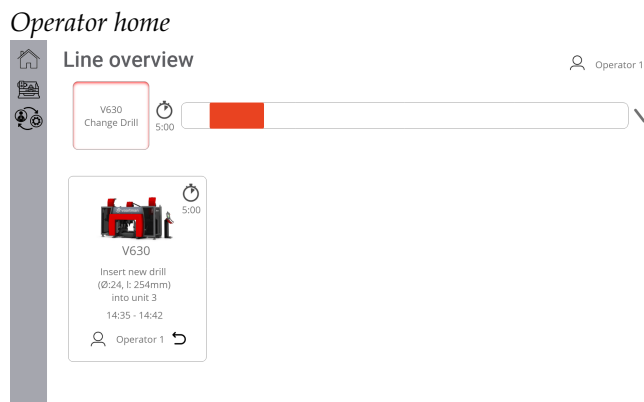 Operator home
Line overview
Operator 1
V630
Change Drill
5:00
5:00
V630
Insert new drill
(Ø:24, l: 254mm)
into unit 3
14:35 - 14:42
Operator 1